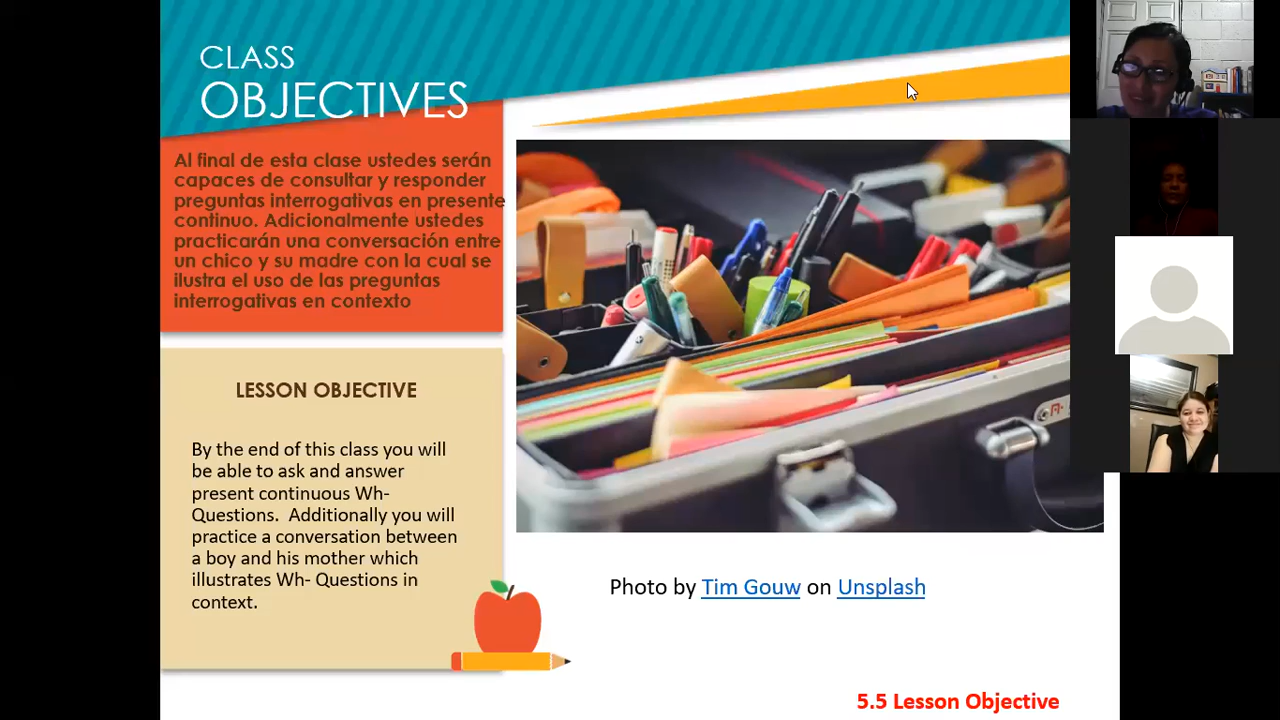 CLASS
OBJECTIVES
Al final de esta clase ustedes serán
capaces de consultar y responder
preguntas interrogativas en presente
continuo. Adicionalmente ustedes
practicarán una conversación entre
un chico y su madre con la cual se
ilustra el uso de las preguntas
interrogativas en contexto
LESSON OBJECTIVE
By the end of this class you will
be able to ask and answer
present continuous Wh-
Questions. Additionally you will
practice a conversation between
a boy and his mother which
illustrates Wh- Questions in
context.
Photo by Tim Gouw on Unsplash
5.5 Lesson Objective